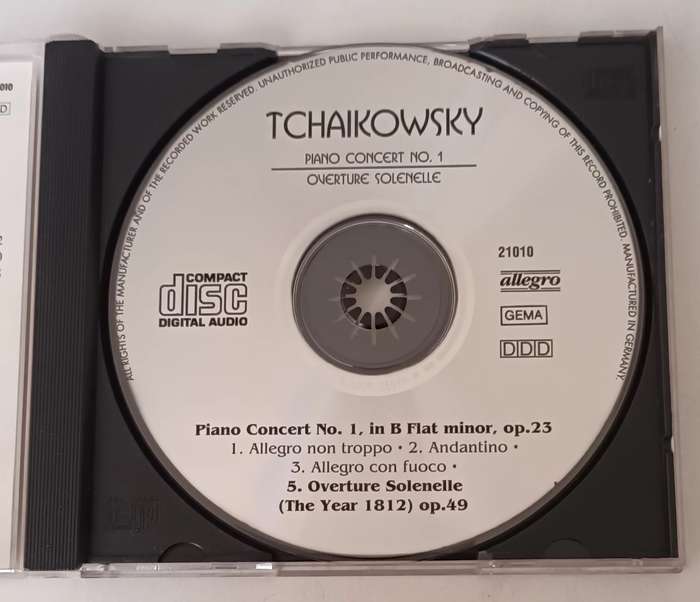 ALL RIGHTS OF THE MANUFACTURER AND OF THE RECORDED WORK RESERVED. UNAUTHORIZED PUBLIC PERFORMANCE, BROADCASTING AND COPYING OF THIS RECORD PROHIBITED. MANUFACTURED IN GERMANY.
TCHAIKOWSKY
PIANO CONCERT NO. 1
OVERTURE SOLENELLE
COMPACT
disc
DIGITAL AUDIO
21010
allegro
GEMA
DDD
Piano Concert No. 1, in B Flat minor, op.23
1. Allegro non troppo • 2. Andantino •
3. Allegro con fuoco •
5. Overture Solenelle
(The Year 1812) op.49